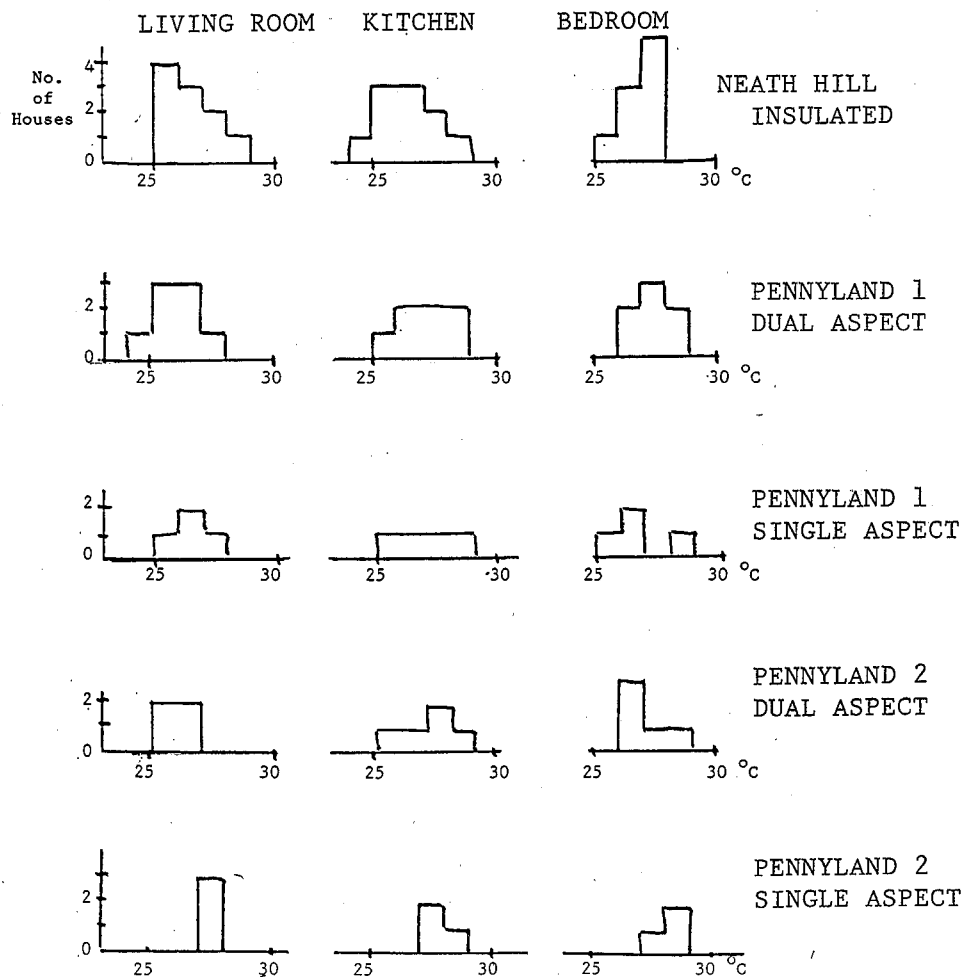 LIVING ROOM KITCHEN BEDROOM
No.
of
Houses
4
2
0
25 30
25 30
25 30 °C
NEATH HILL
INSULATED
2
0
25 30
25 30
25 30 °C
PENNYLAND 1
DUAL ASPECT
2
0
25 30
25 30
25 30 °C
PENNYLAND 1
SINGLE ASPECT
2
0
25 30
25 30
25 30 °C
PENNYLAND 2
DUAL ASPECT
2
0
25 30
25 30
25 30 °C
PENNYLAND 2
SINGLE ASPECT